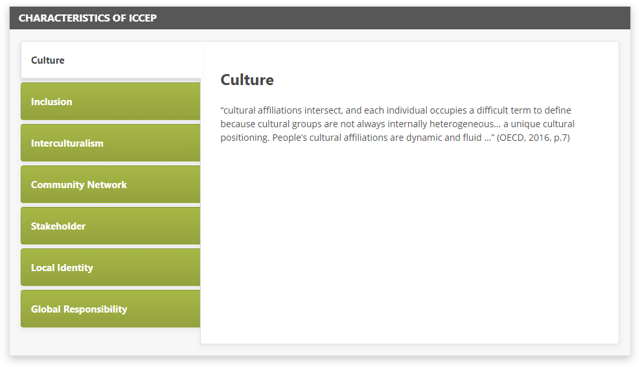 CHARACTERISTICS OF ICCEP
Culture
Inclusion
Interculturalism
Community Network
Stakeholder
Local Identity
Global Responsibility
Culture
“cultural affiliations intersect, and each individual occupies a difficult term to define
because cultural groups are not always internally heterogeneous... a unique cultural
positioning. People’s cultural affiliations are dynamic and fluid ...” (OECD, 2016, p.7)